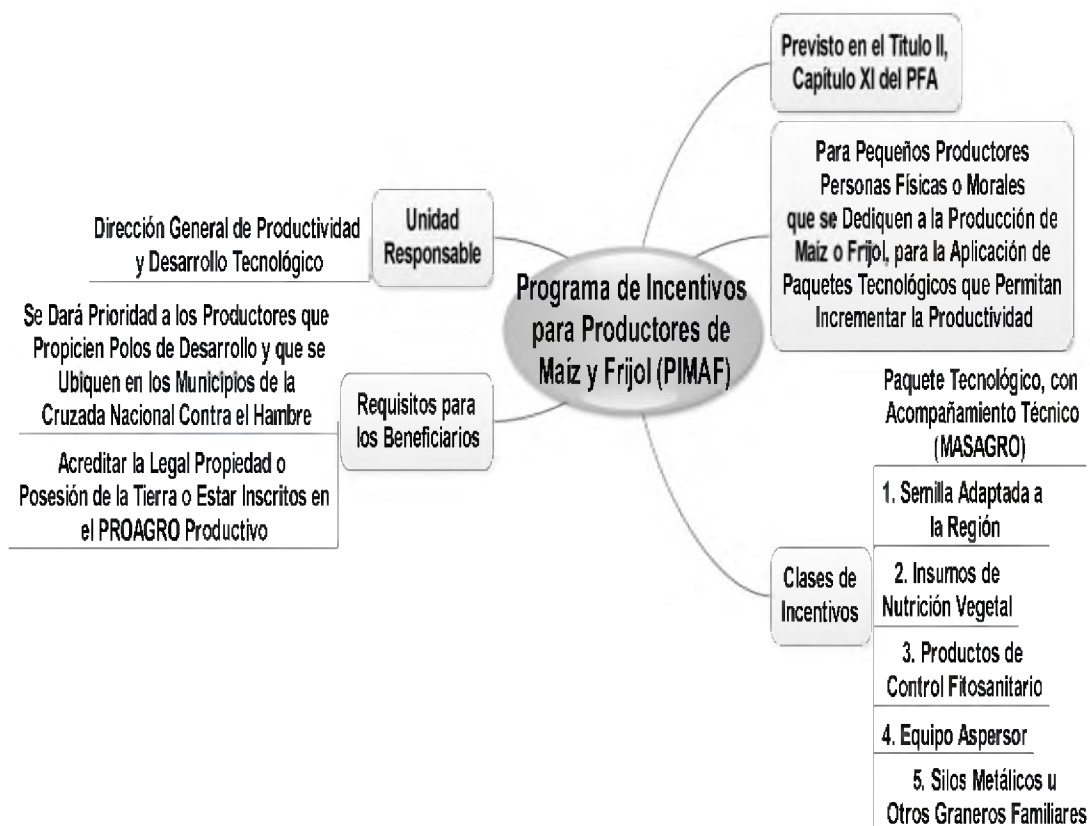 Programa de Incentivos
para Productores de
Maíz y Frijol (PIMAF)
Previsto en el Titulo II,
Capítulo XI del PFA
Para Pequeños Productores
Personas Físicas o Morales
que se Dediquen a la Producción de
Maíz o Frijol, para la Aplicación de
Paquetes Tecnológicos que Permitan
Incrementar la Productividad
Unidad
Responsable
Dirección General de Productividad
y Desarrollo Tecnológico
Requisitos para
los Beneficiarios
Se Dará Prioridad a los Productores que
Propicien Polos de Desarrollo y que se
Ubiquen en los Municipios de la
Cruzada Nacional Contra el Hambre
Acreditar la Legal Propiedad o
Posesión de la Tierra o Estar Inscritos en
el PROAGRO Productivo
Clases de
Incentivos
Paquete Tecnológico, con
Acompañamiento Técnico
(MASAGRO)
1. Semilla Adaptada a
la Región
2. Insumos de
Nutrición Vegetal
3. Productos de
Control Fitosanitario
4. Equipo Aspersor
5. Silos Metálicos u
Otros Graneros Familiares